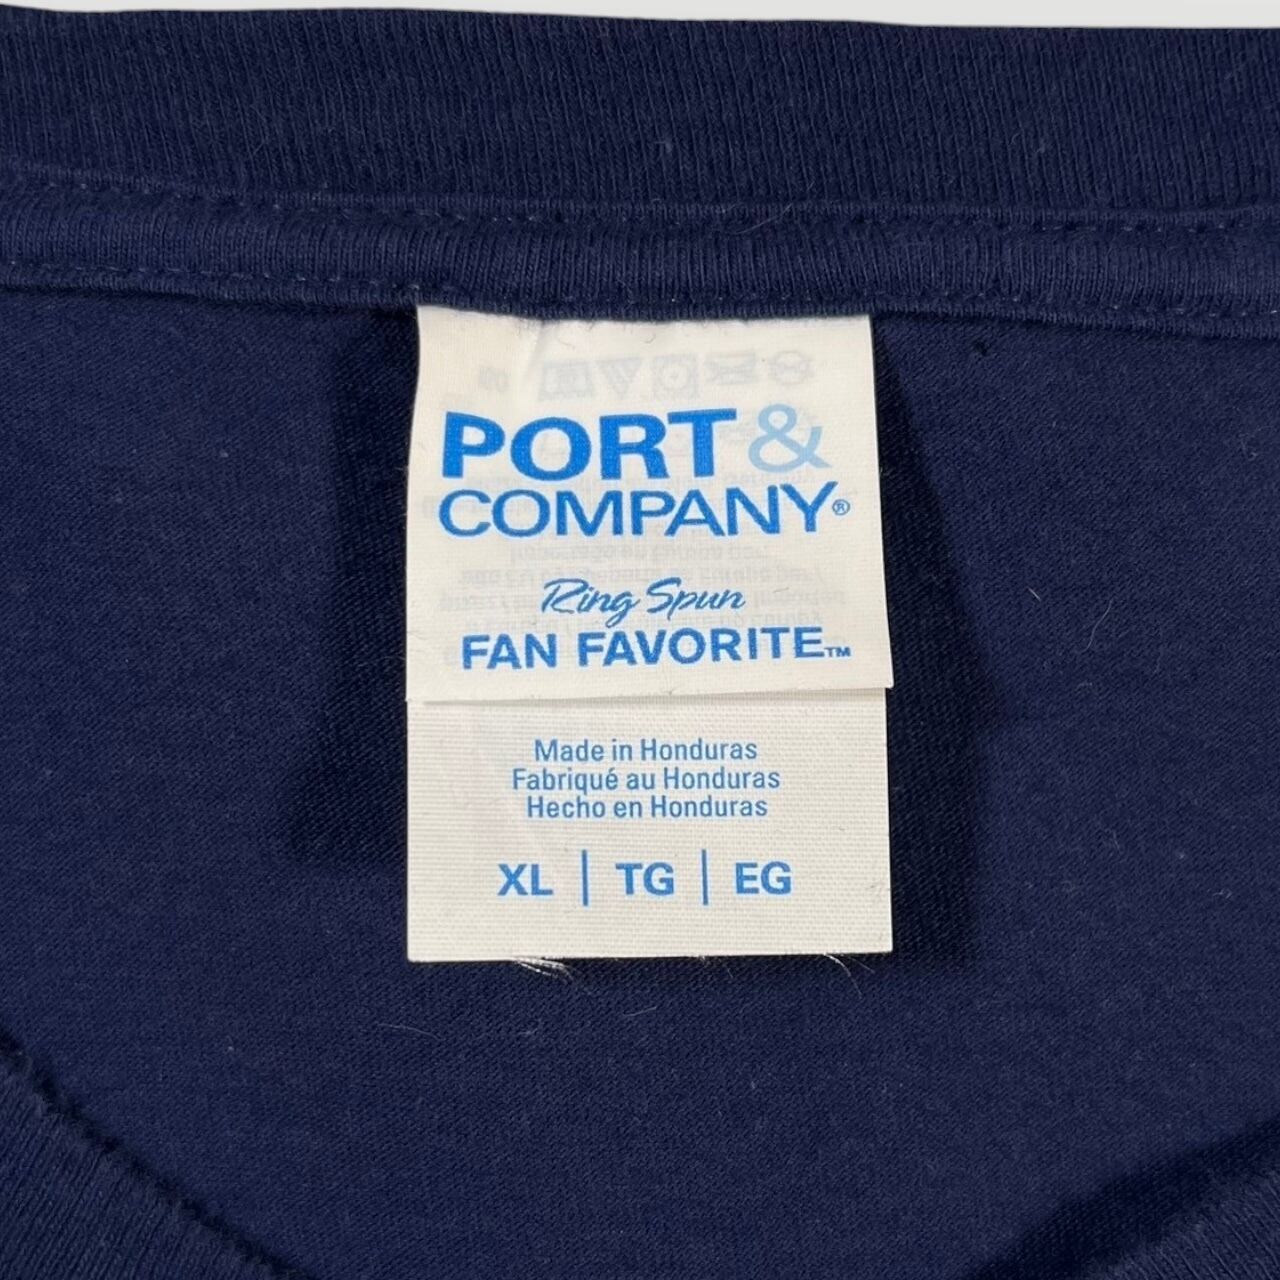 PORT &
COMPANY®
Ring Spun
FAN FAVORITE™
Made in Honduras
Fabriqué au Honduras
Hecho en Honduras
XL | TG | EG